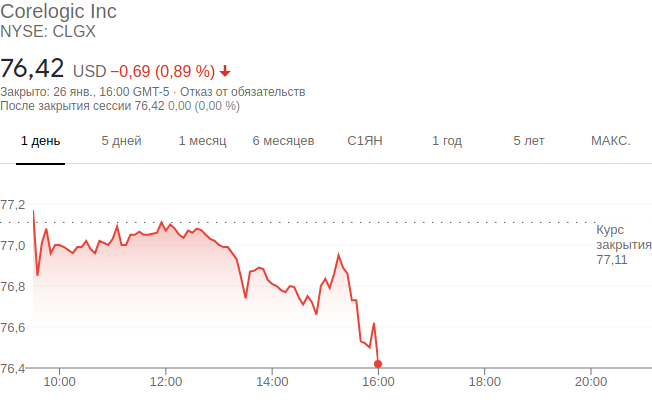 Corelogic Inc
NYSE: CLGX
76,42 USD −0,69 (0,89 %)
Закрыто: 26 янв., 16:00 GMT-5 · Отказ от обязательств
После закрытия сессии 76,42 0,00 (0,00 %)
1 день 5 дней 1 месяц 6 месяцев С1ЯН 1 год 5 лет МАКС.
77,2
77,0
76,8
76,6
76,4
Курс
закрытия
77,11
10:00 12:00 14:00 16:00 18:00 20:00